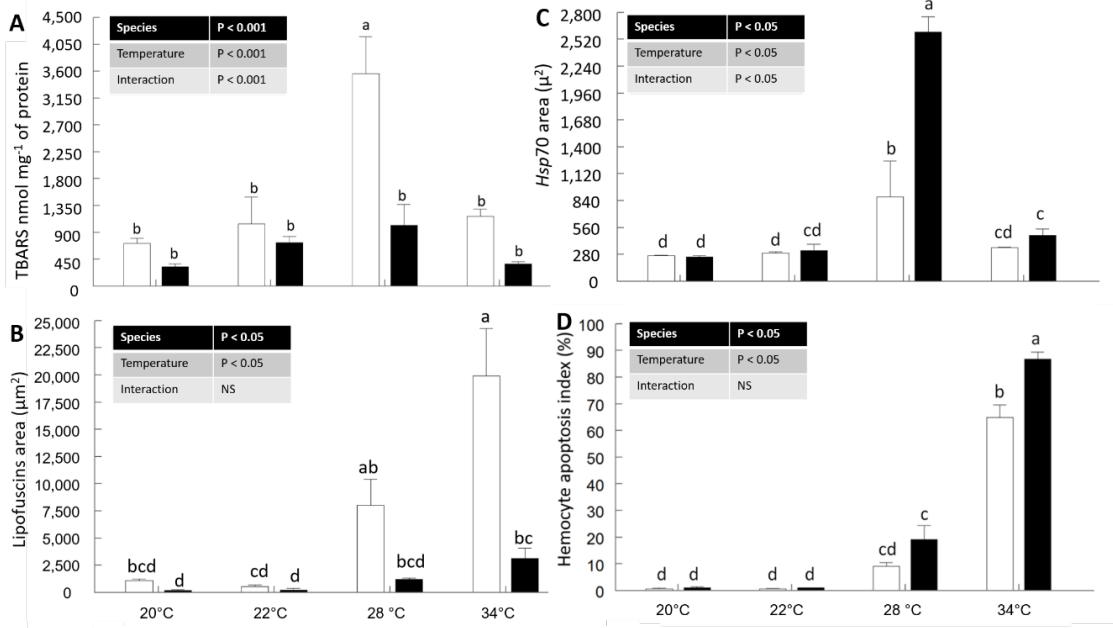 A
4,500
4,050
3,600
3,150
2,700
2,250
1,800
1,350
900
450
0
TBARS nmol mg⁻¹ of protein
Species P < 0.001
Temperature P < 0.001
Interaction P < 0.001
b b b b a b b b
C
2,800
2,520
2,240
1,960
1,680
1,400
1,120
840
560
280
0
Hsp70 area (µ²)
Species P < 0.05
Temperature P < 0.05
Interaction P < 0.05
d d d cd b a cd c
B
25,000
22,500
20,000
17,500
15,000
12,500
10,000
7,500
5,000
2,500
0
Lipofuscins area (µm²)
Species P < 0.05
Temperature P < 0.05
Interaction NS
bcd d cd d ab bcd a bc
20°C 22°C 28 °C 34°C
D
100
90
80
70
60
50
40
30
20
10
0
Hemocyte apoptosis index (%)
Species P < 0.05
Temperature P < 0.05
Interaction NS
d d d d cd c b a
20°C 22°C 28 °C 34°C